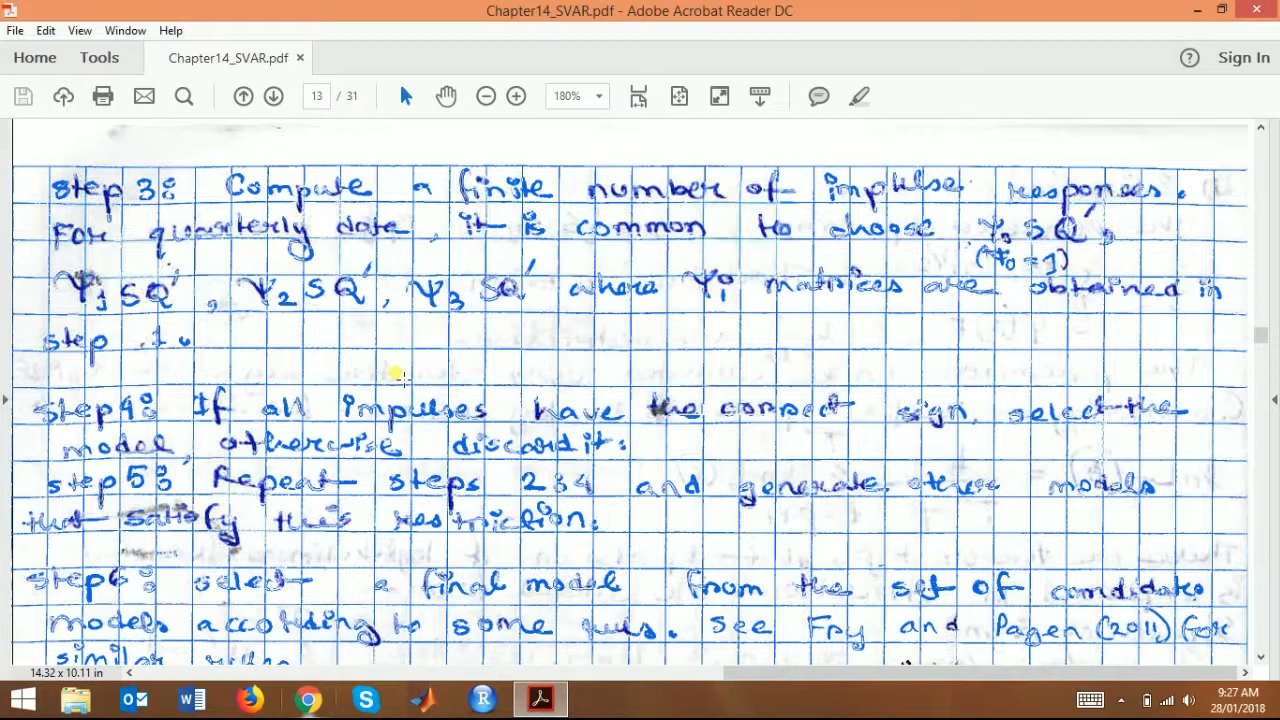 Chapter14_SVAR.pdf - Adobe Acrobat Reader DC
File Edit View Window Help
Home Tools Chapter14_SVAR.pdf × Sign In
13 / 31 180%
Step 3: Compute a finite number of impulse responses.
For quarterly date, it is common to choose Ψ₀SQ′,
(Ψ₀ = I)
Ψ₁SQ′, Ψ₂SQ′, Ψ₃SQ′ where Ψᵢ matrices are obtained in
step 1.
Step 4: If all impulses have the correct sign, select the
model, otherwise discard it.
step 5: Repeat steps 2-4 and generate other models
that satisfy this restriction.
Step 6: select a final model from the set of candidate
models according to some rules. See Fry and Pagan (2011) for
similar
14.32 x 10.11 in
9:27 AM
28/01/2018